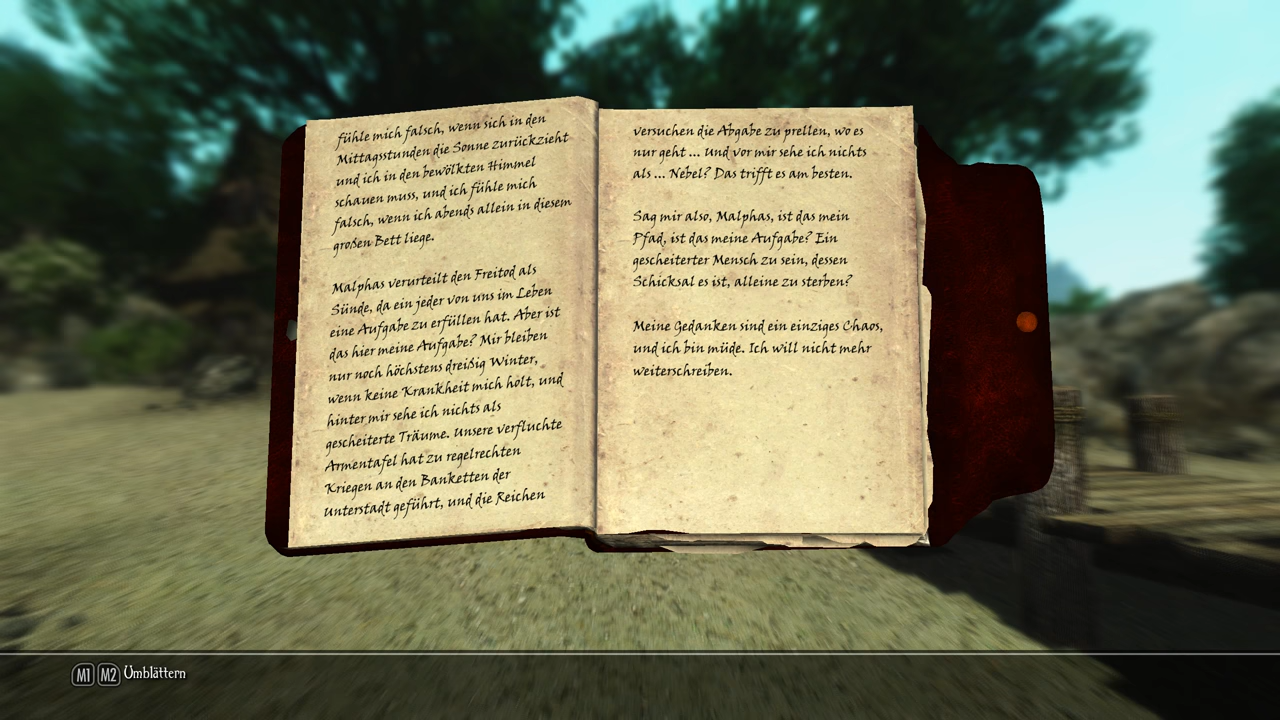 fühle mich falsch, wenn sich in den
Mittagsstunden die Sonne zurückzieht
und ich in den bewölkten Himmel
schauen muss, und ich fühle mich
falsch, wenn ich abends allein in diesem
großen Bett liege.
Malphas verurteilt den Freitod als
Sünde, da ein jeder von uns im Leben
eine Aufgabe zu erfüllen hat. Aber ist
das hier meine Aufgabe? Mir bleiben
nur noch höchstens dreißig Winter,
wenn keine Krankheit mich holt, und
hinter mir sehe ich nichts als
gescheiterte Träume. Unsere verfluchte
Armentafel hat zu regelrechten
Kriegen an den Banketten der
Unterstadt geführt, und die Reichen
versuchen die Abgabe zu prellen, wo es
nur geht ... Und vor mir sehe ich nichts
als ... Nebel? Das trifft es am besten.
Sag mir also, Malphas, ist das mein
Pfad, ist das meine Aufgabe? Ein
gescheiterter Mensch zu sein, dessen
Schicksal es ist, alleine zu sterben?
Meine Gedanken sind ein einziges Chaos,
und ich bin müde. Ich will nicht mehr
weiterschreiben.
M1 M2 Umblättern